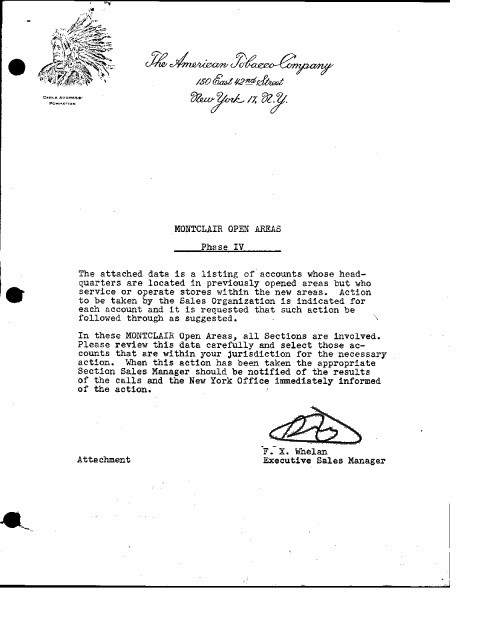 The American Tobacco Company
150 East 42nd Street
New York 17, N.Y.
CABLE ADDRESS
POWHATTAN
MONTCLAIR OPEN AREAS
Phase IV
The attached data is a listing of accounts whose head-
quarters are located in previously opened areas but who
service or operate stores within the new areas. Action
to be taken by the Sales Organization is indicated for
each account and it is requested that such action be
followed through as suggested.
In these MONTCLAIR Open Areas, all Sections are involved.
Please review this data carefully and select those ac-
counts that are within your jurisdiction for the necessary
action. When this action has been taken the appropriate
Section Sales Manager should be notified of the results
of the calls and the New York Office immediately informed
of the action.
F. X. Whelan
Attachment Executive Sales Manager